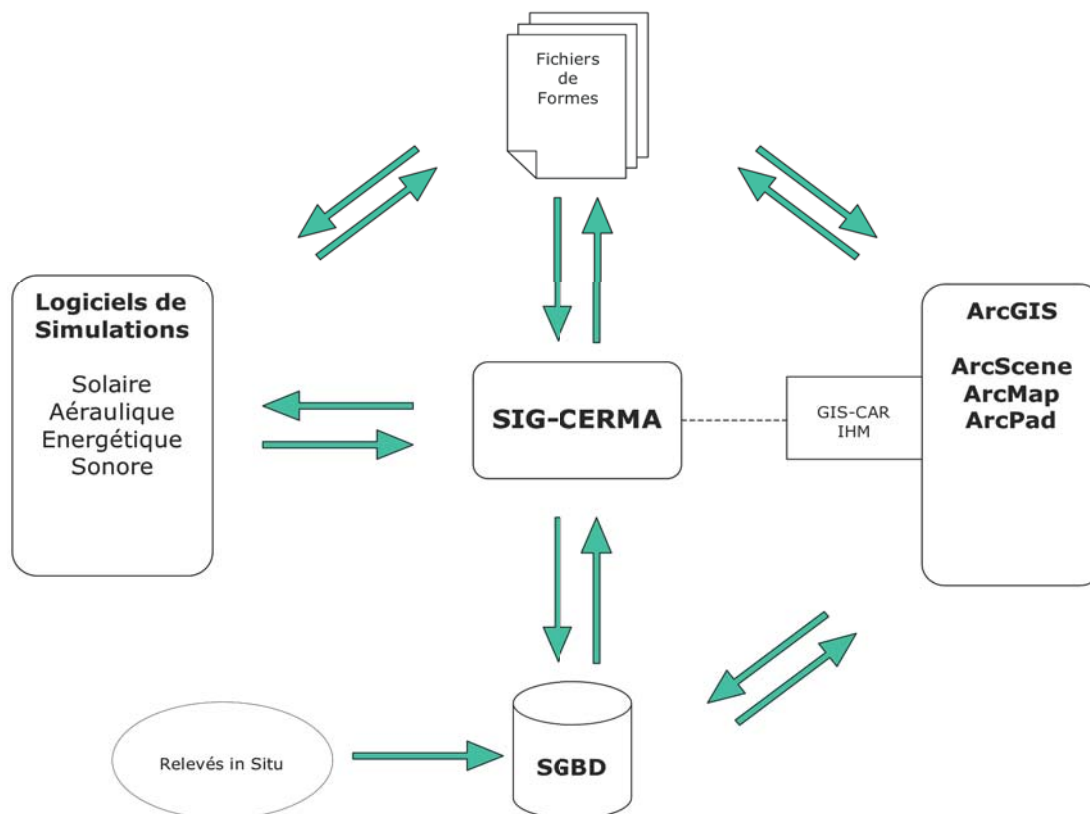 Fichiers
de
Formes
Logiciels de
Simulations
Solaire
Aéraulique
Energétique
Sonore
SIG-CERMA
GIS-CAR
IHM
ArcGIS
ArcScene
ArcMap
ArcPad
Relevés in Situ
SGBD